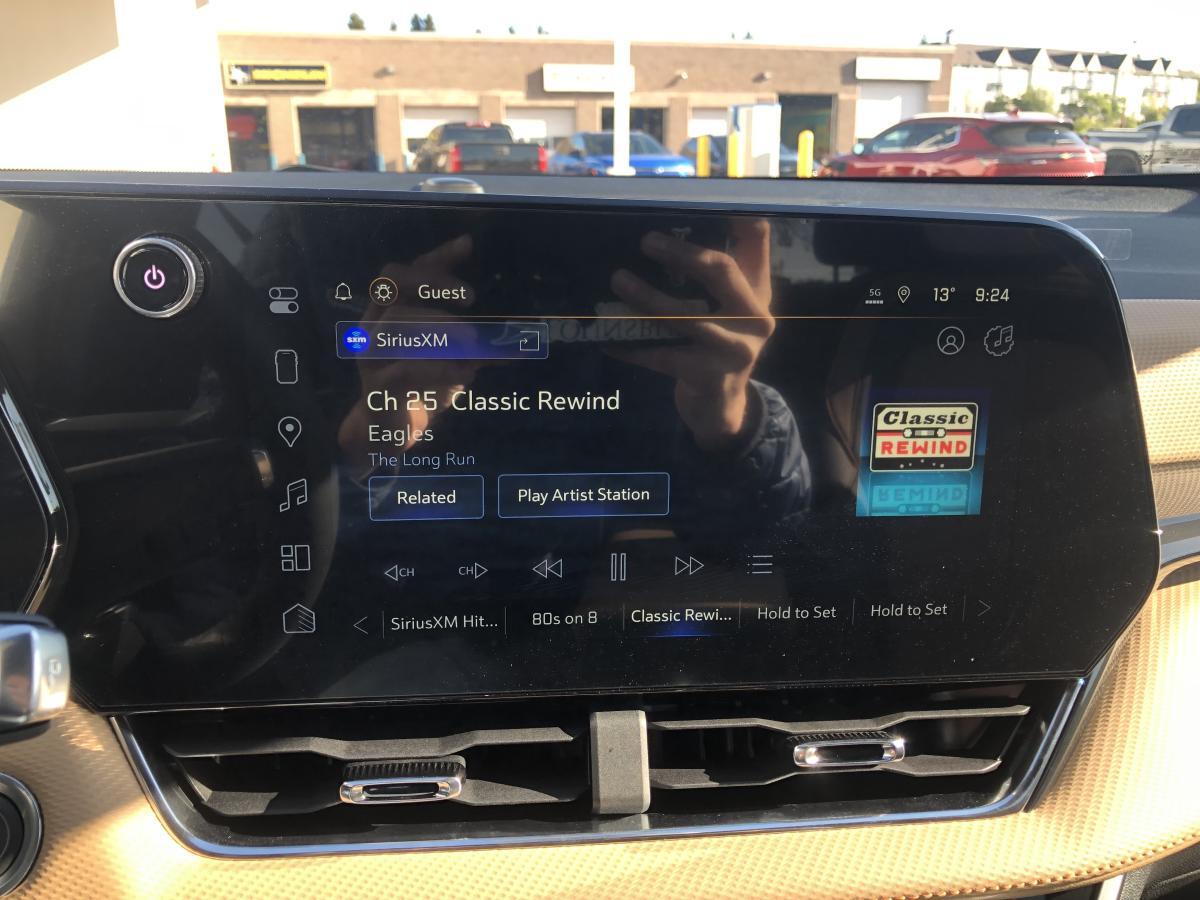 Guest
5G
13° 9:24
sxm SiriusXM
Ch 25 Classic Rewind
Eagles
The Long Run
Related
Play Artist Station
Classic
REWIND
CH
CH
SiriusXM Hit...
80s on 8
Classic Rewi...
Hold to Set
Hold to Set